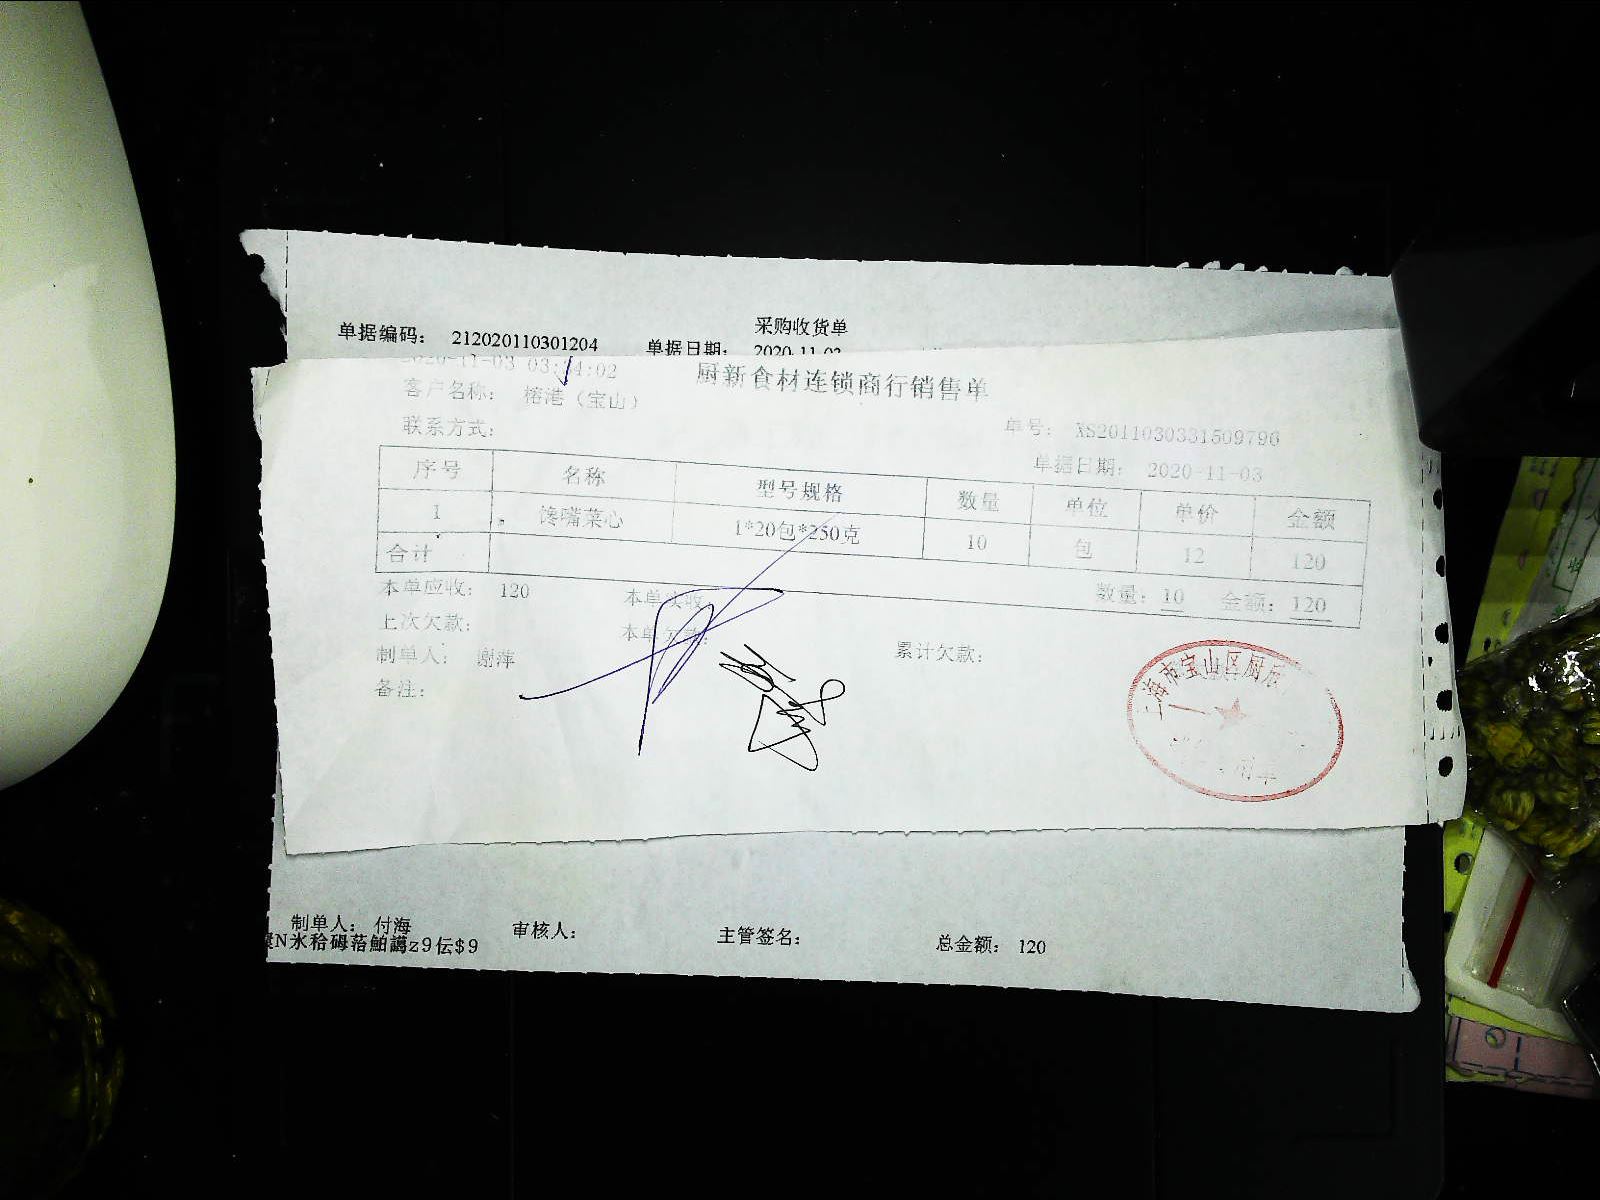 采购收货单
单据编码： 212020110301204 单据日期： 2020-11-03
2020-11-03 03:34:02
厨新食材连锁商行销售单
客户名称： 榕港（宝山）
联系方式：
单号： XS2011030331509796
单据日期： 2020-11-03
序号 名称 型号规格 数量 单位 单价 金额
1 馋嘴菜心 1*20包*250克 10 包 12 120
合计 数量：10 金额：120
本单应收： 120 本单实收：
上次欠款： 本单欠款： 累计欠款：
制单人： 谢萍
备注：
上海市宝山区厨
制单人： 付海 审核人： 主管签名： 总金额： 120